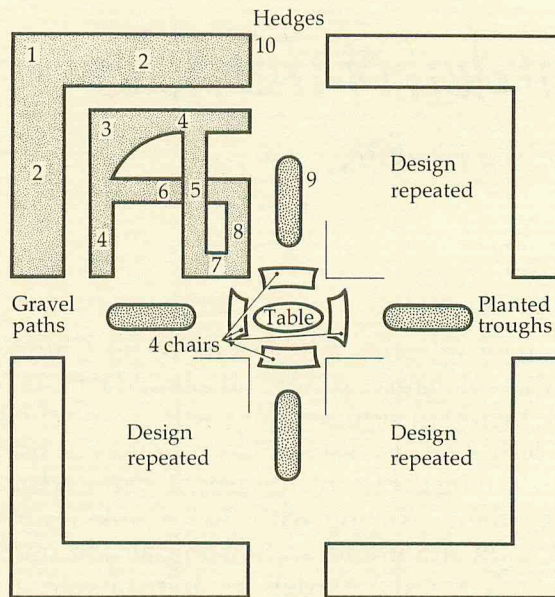 Hedges
10
1
2
3
4
Design
repeated
2
5
9
6
8
4
7
Gravel
paths
Table
Planted
troughs
4 chairs
Design
repeated
Design
repeated